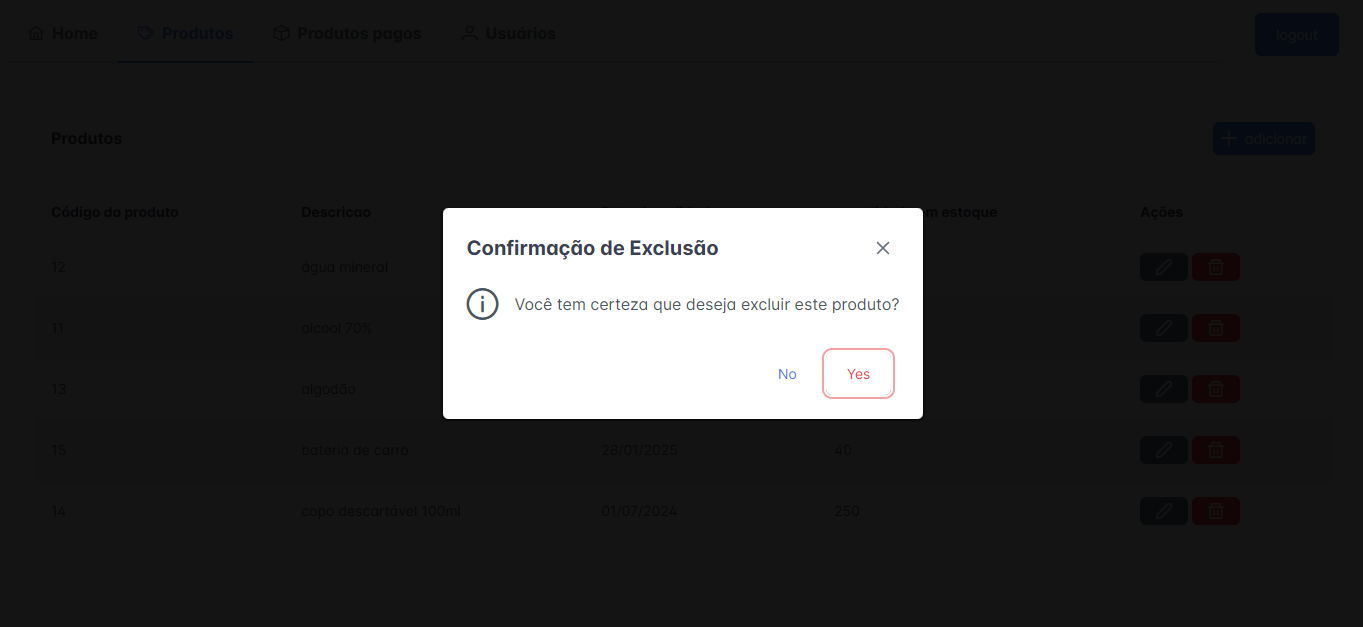 Home Produtos Produtos pagos Usuários logout
Produtos adicionar
Código do produto Descricao em estoque Ações
12 água mineral
11 alcool 70%
13 algodão
15 bateria de carro 28/01/2025 40
14 copo descartável 100ml 01/07/2024 250
Confirmação de Exclusão
Você tem certeza que deseja excluir este produto?
No Yes